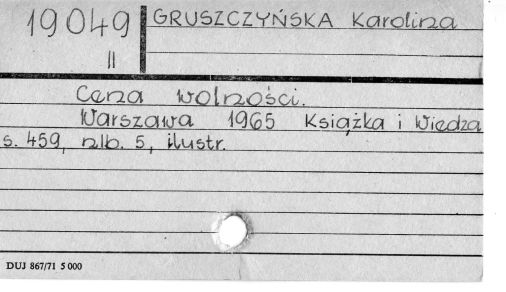 19049
II
GRUSZCZYŃSKA Karolina
Cena wolności.
Warszawa 1965 Książka i Wiedza
s. 459, nlb. 5, ilustr.
DUJ 867/71 5 000